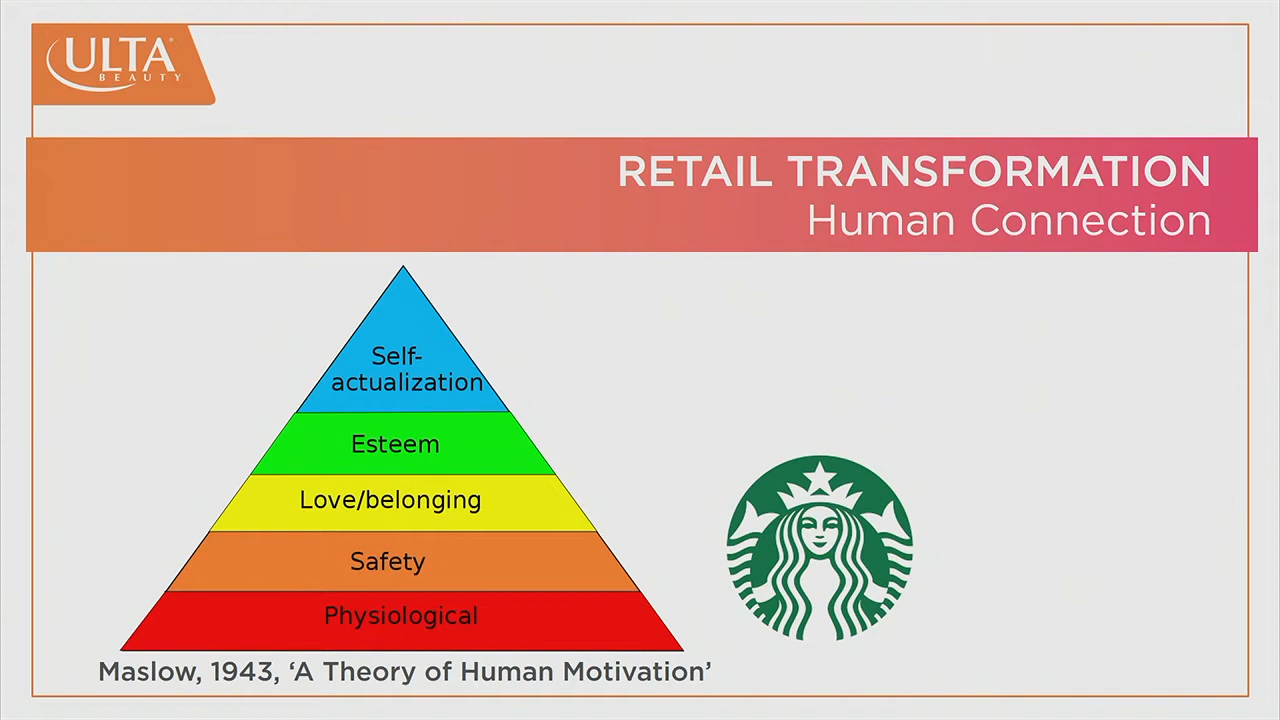 ULTA
BEAUTY
RETAIL TRANSFORMATION
Human Connection
Self-
actualization
Esteem
Love/belonging
Safety
Physiological
Maslow, 1943, ‘A Theory of Human Motivation’